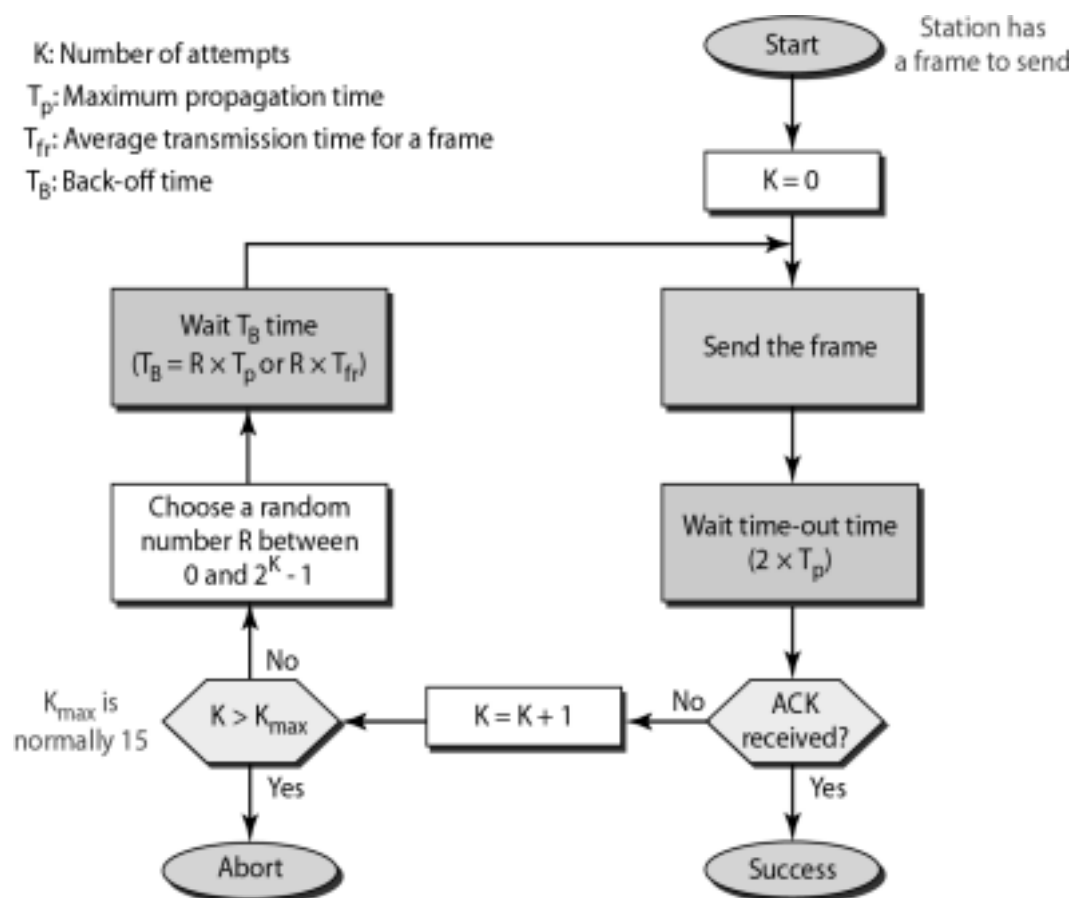 K: Number of attempts
Tp: Maximum propagation time
Tfr: Average transmission time for a frame
TB: Back-off time
Start
Station has
a frame to send
K = 0
Wait TB time
(TB = R × Tp or R × Tfr)
Send the frame
Choose a random
number R between
0 and 2^K - 1
Wait time-out time
(2 × Tp)
No
Kmax is
normally 15
K > Kmax
K = K + 1
No
ACK
received?
Yes
Yes
Abort
Success